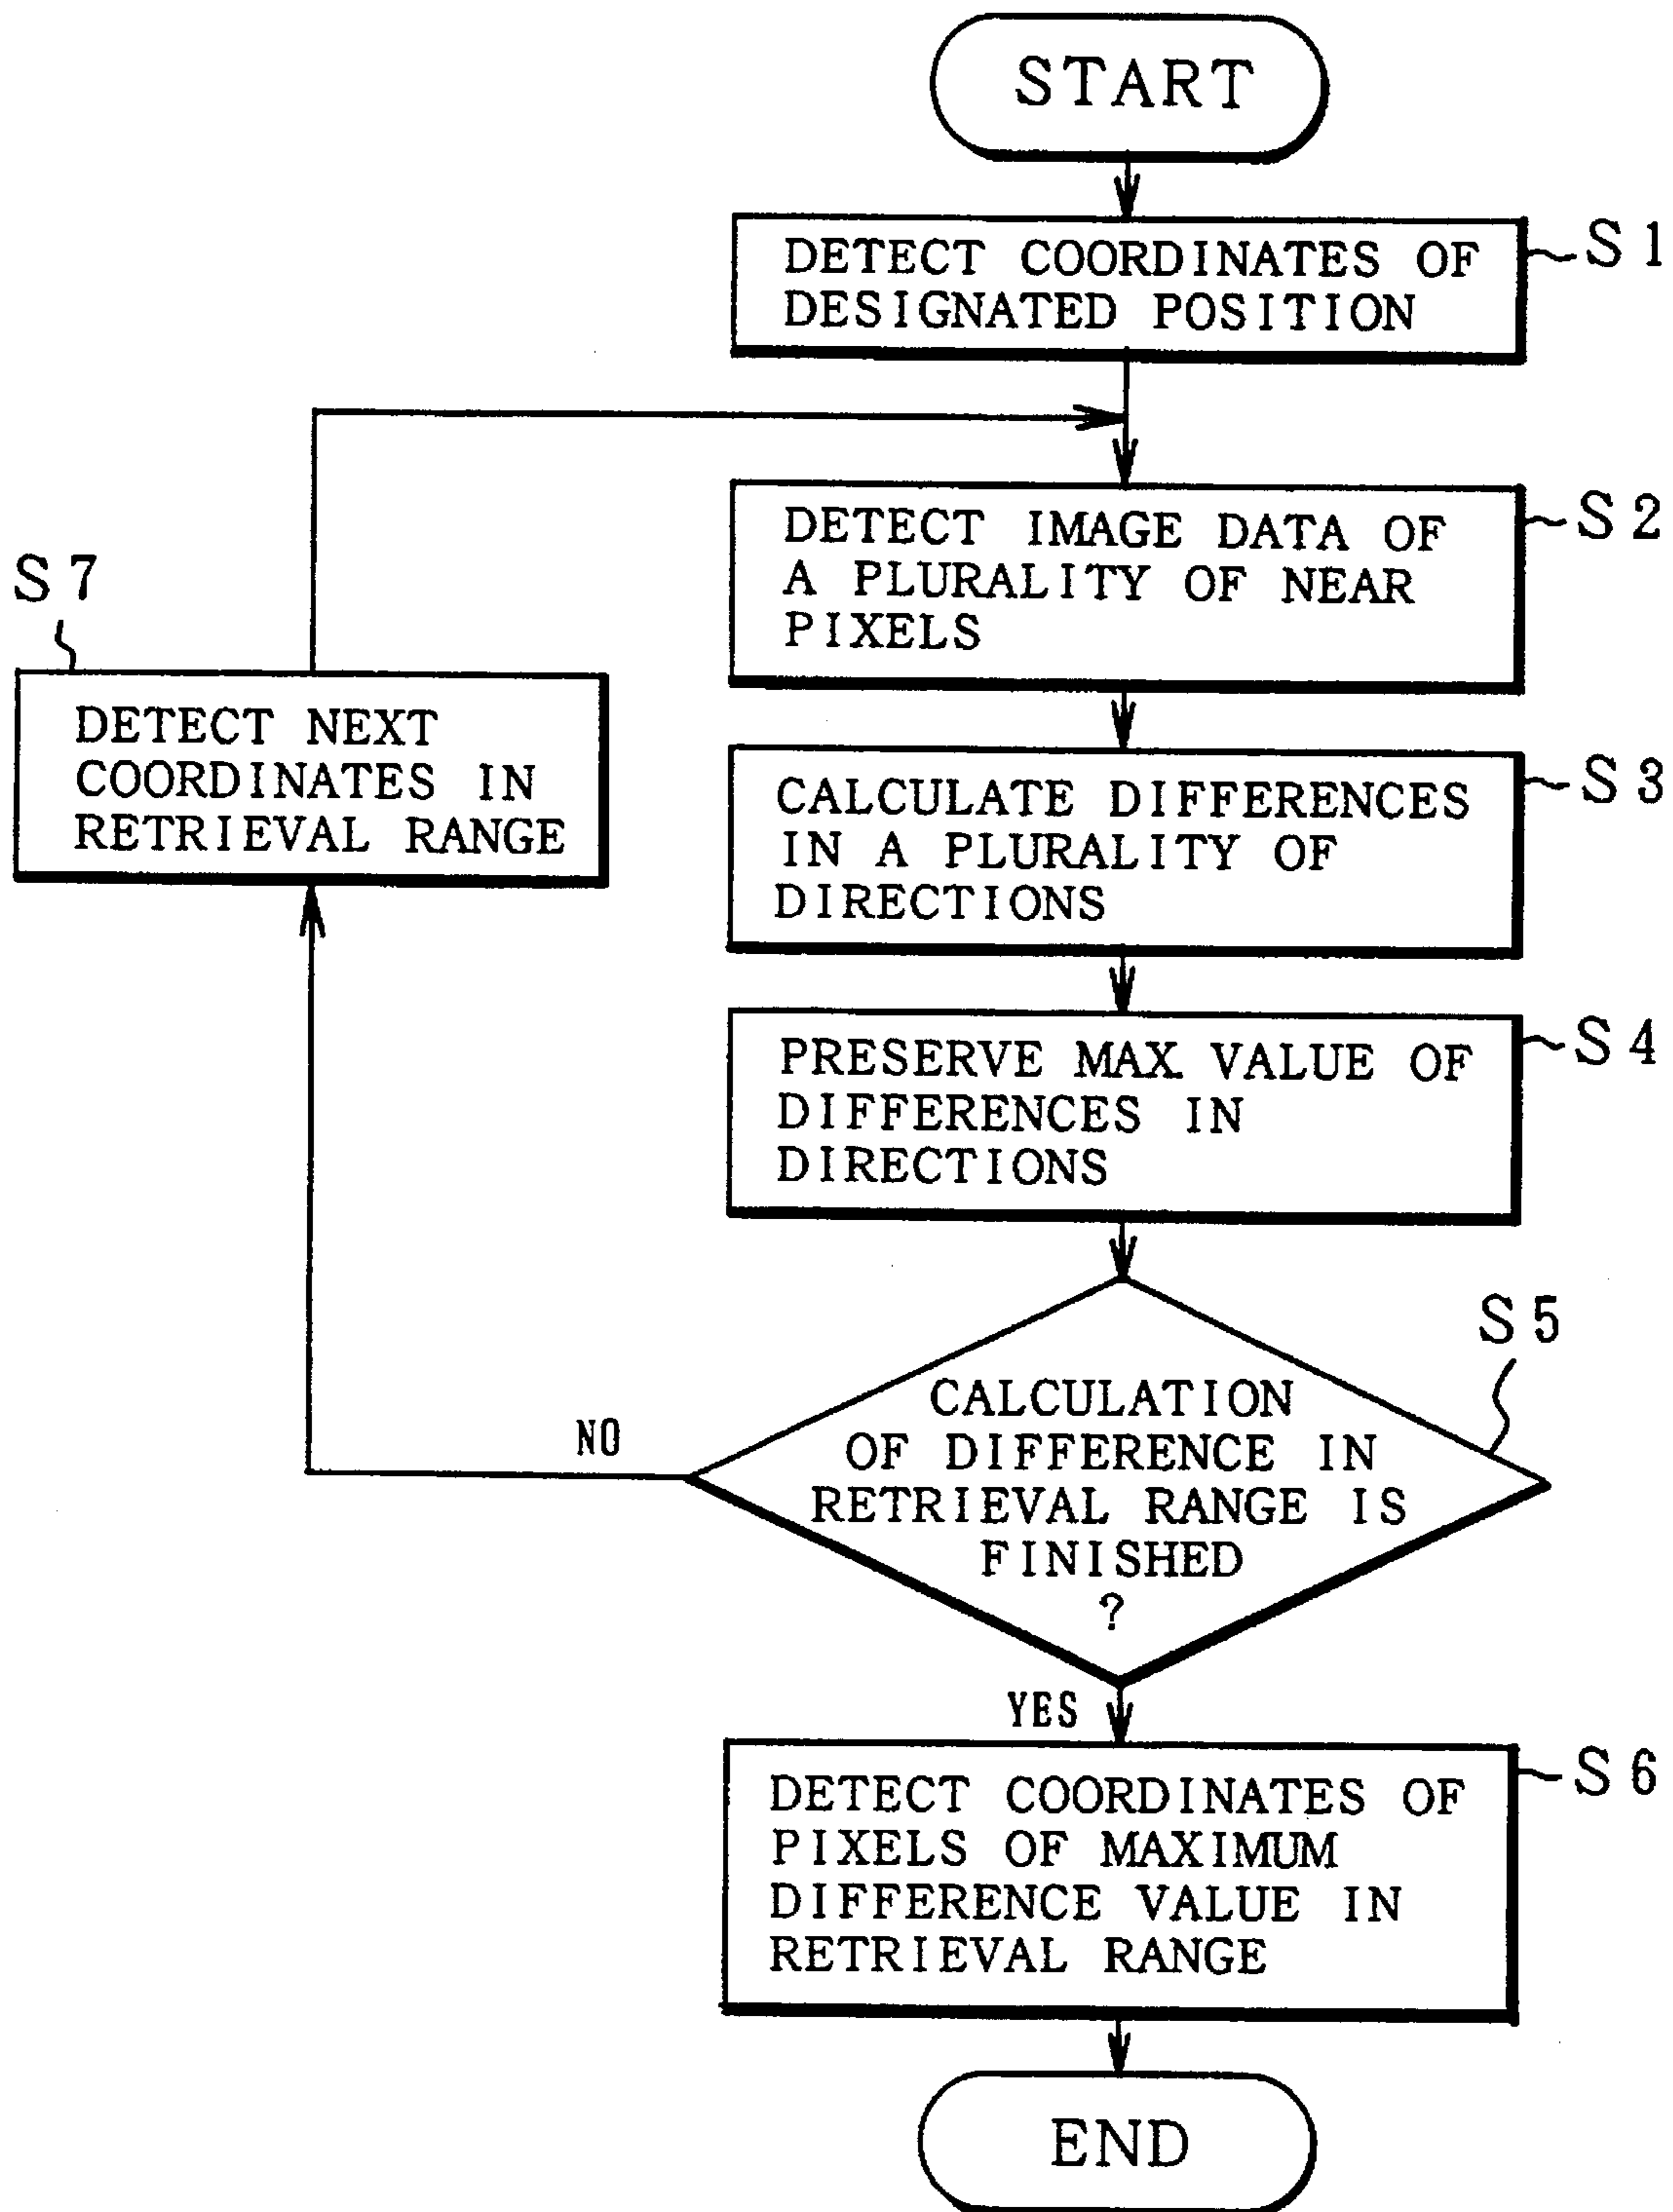 START
DETECT COORDINATES OF
DESIGNATED POSITION
S1
DETECT IMAGE DATA OF
A PLURALITY OF NEAR
PIXELS
S2
S7
DETECT NEXT
COORDINATES IN
RETRIEVAL RANGE
CALCULATE DIFFERENCES
IN A PLURALITY OF
DIRECTIONS
S3
PRESERVE MAX. VALUE OF
DIFFERENCES IN
DIRECTIONS
S4
S5
CALCULATION
OF DIFFERENCE IN
RETRIEVAL RANGE IS
FINISHED
?
NO
YES
DETECT COORDINATES OF
PIXELS OF MAXIMUM
DIFFERENCE VALUE IN
RETRIEVAL RANGE
S6
END